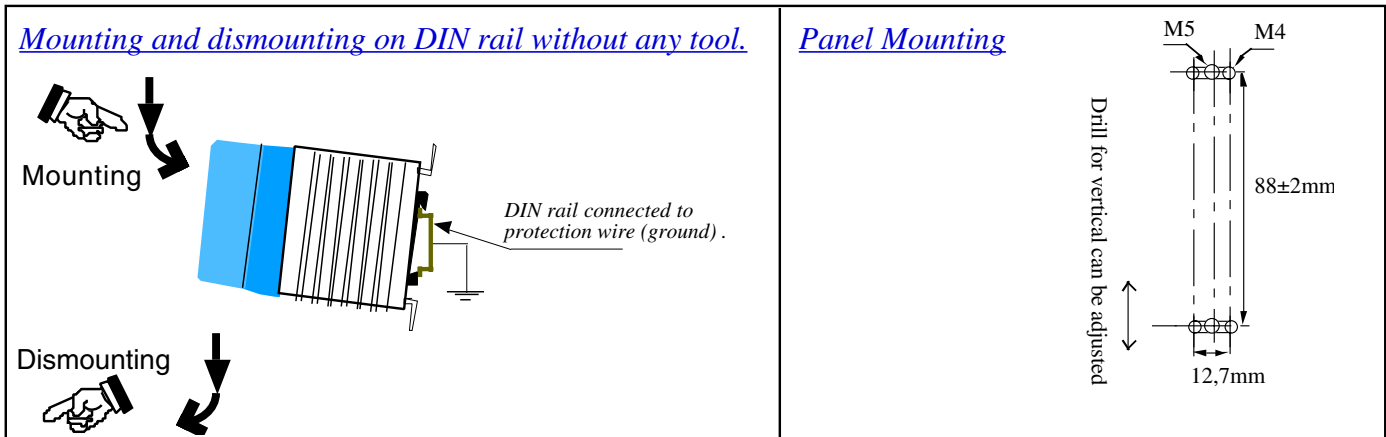 Mounting and dismounting on DIN rail without any tool.
Mounting
DIN rail connected to
protection wire (ground) .
Dismounting
Panel Mounting
M5
M4
Drill for vertical can be adjusted
88±2mm
12,7mm